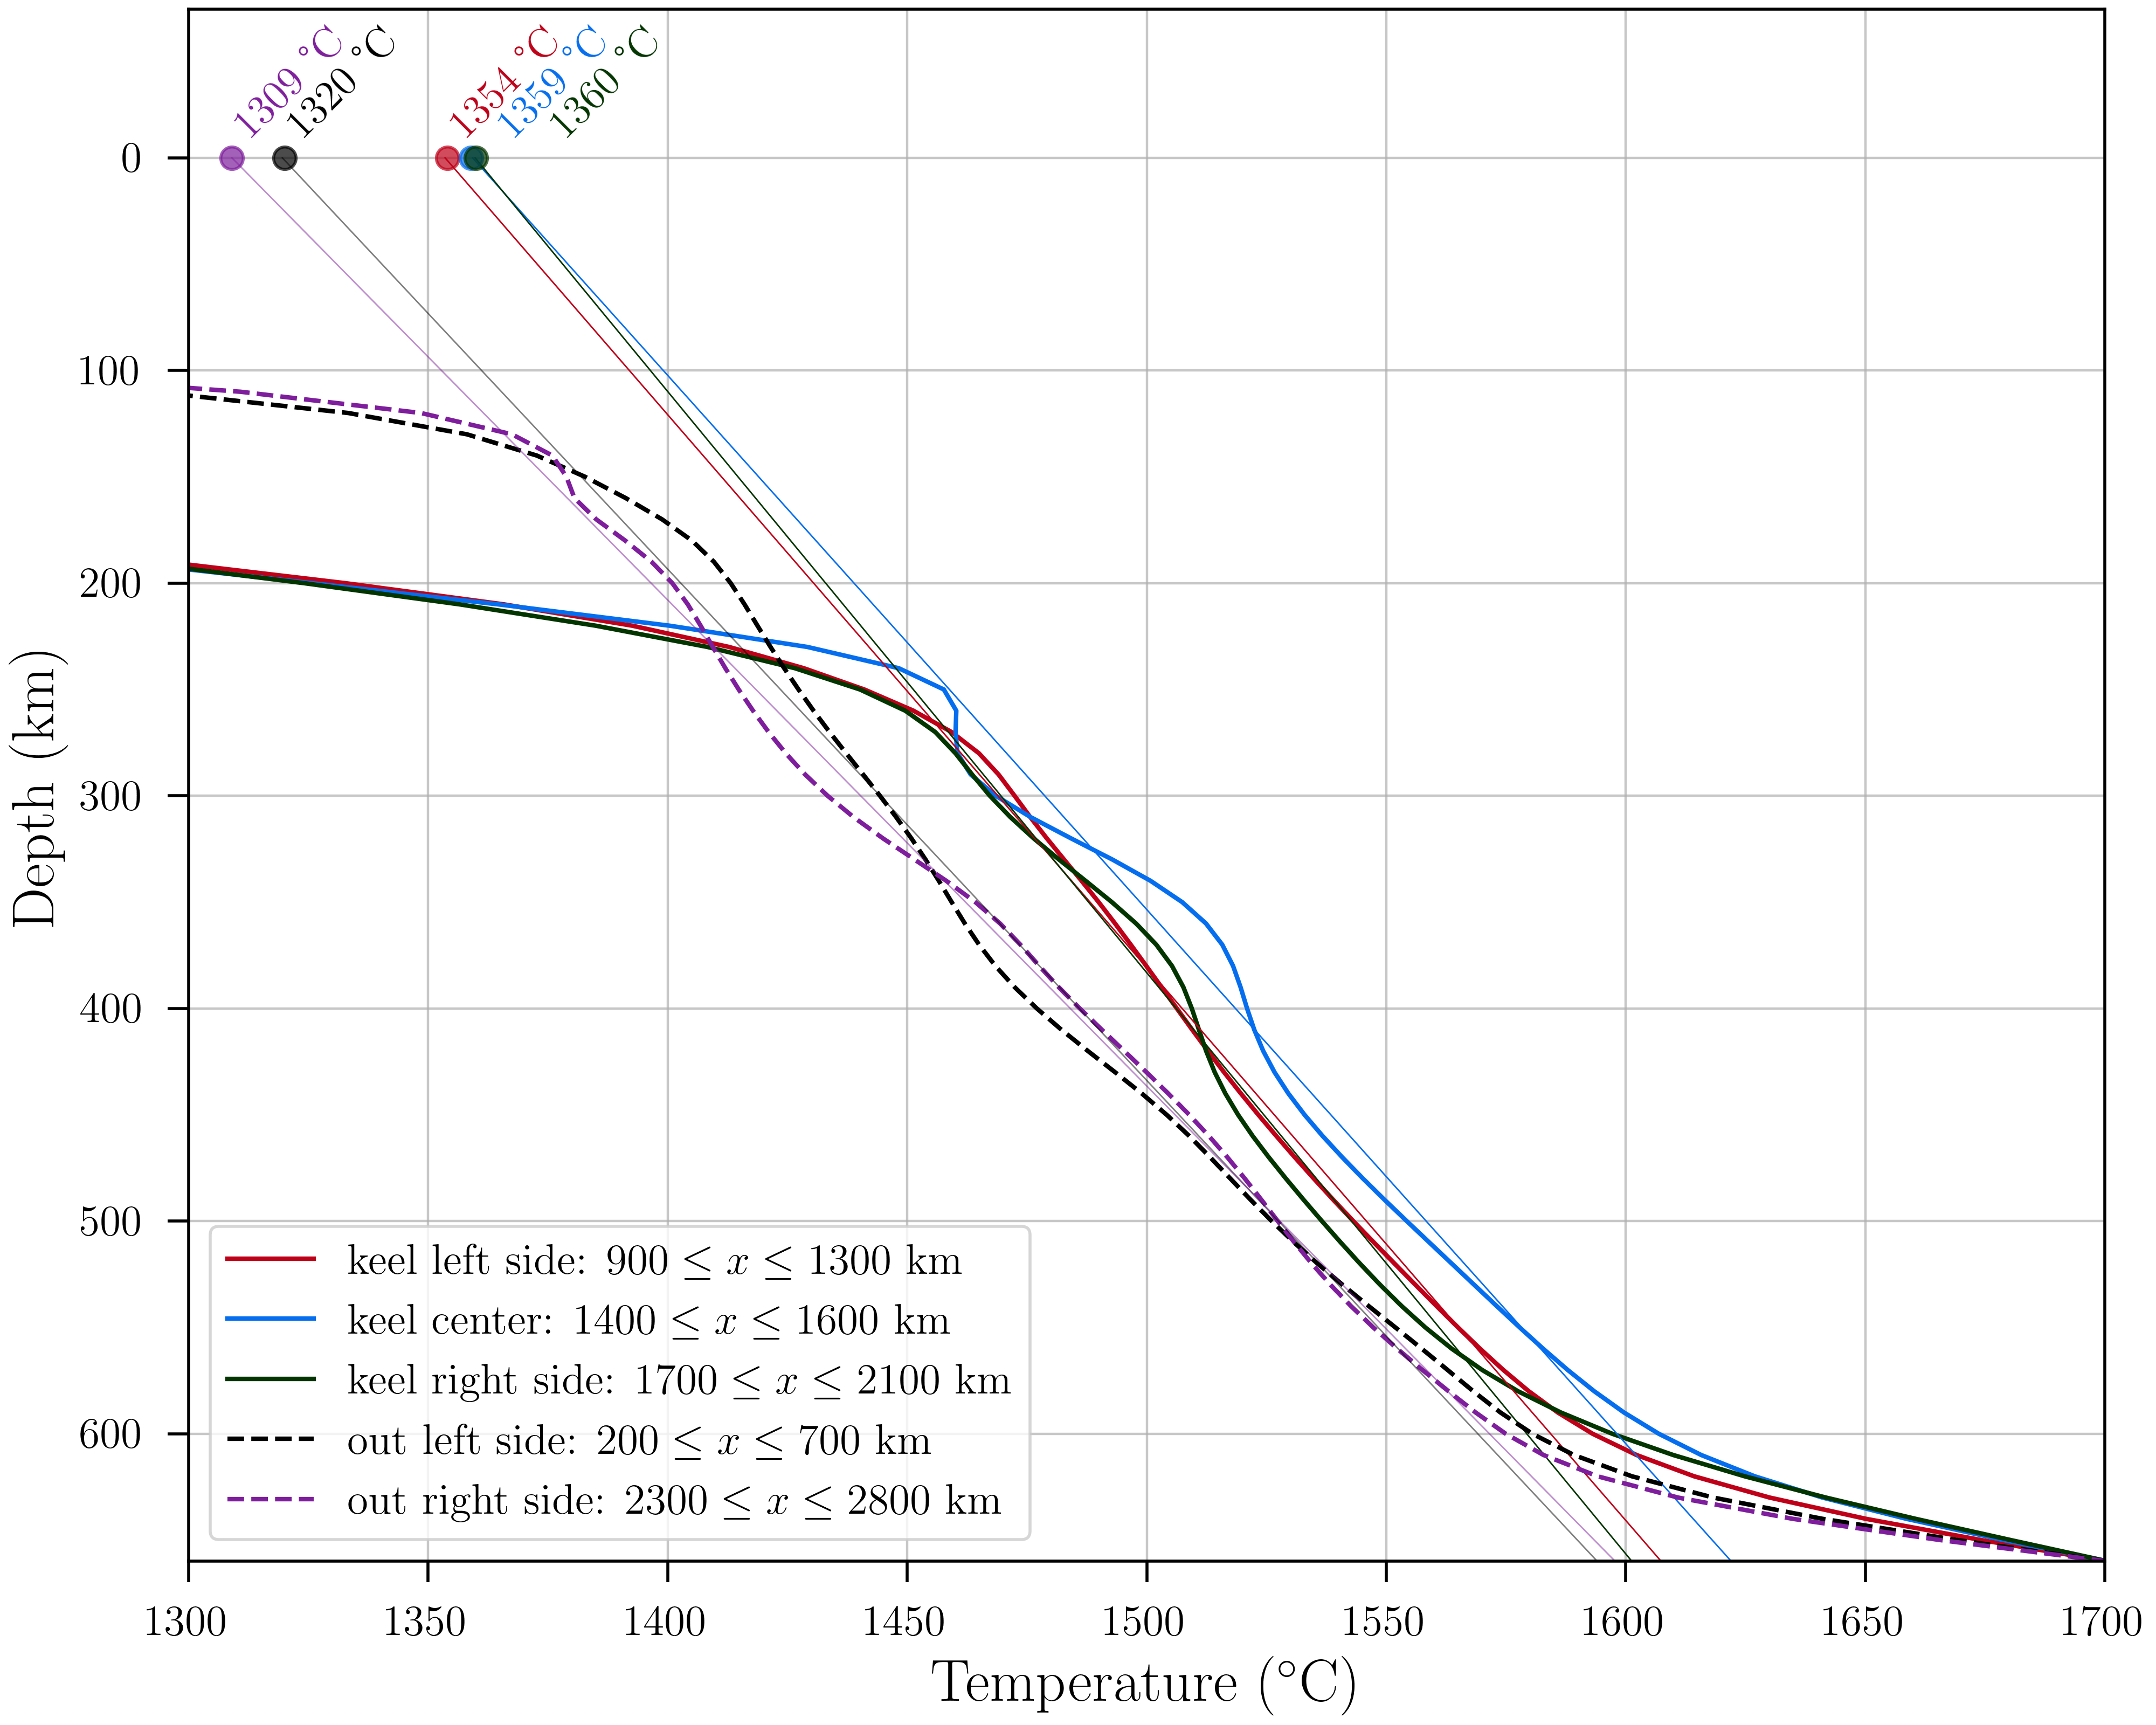 1309 °C
1320 °C
1354 °C
1359 °C
1360 °C
0
100
200
300
400
500
600
Depth (km)
keel left side: 900 ≤ x ≤ 1300 km
keel center: 1400 ≤ x ≤ 1600 km
keel right side: 1700 ≤ x ≤ 2100 km
out left side: 200 ≤ x ≤ 700 km
out right side: 2300 ≤ x ≤ 2800 km
1300 1350 1400 1450 1500 1550 1600 1650 1700
Temperature (°C)